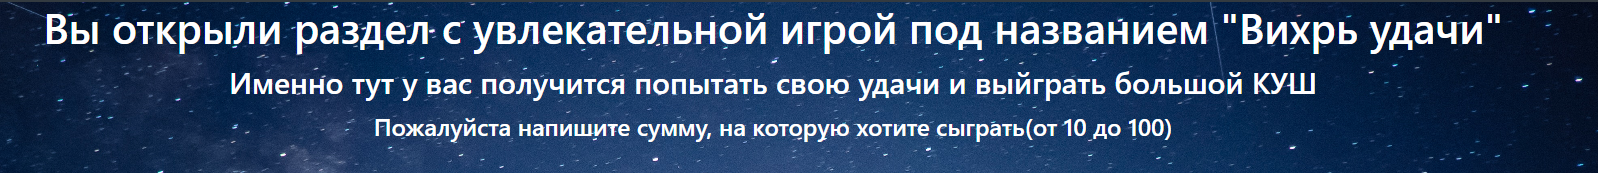 Вы открыли раздел с увлекательной игрой под названием "Вихрь удачи"
Именно тут у вас получится попытать свою удачи и выйграть большой КУШ
Пожалуйста напишите сумму, на которую хотите сыграть(от 10 до 100)